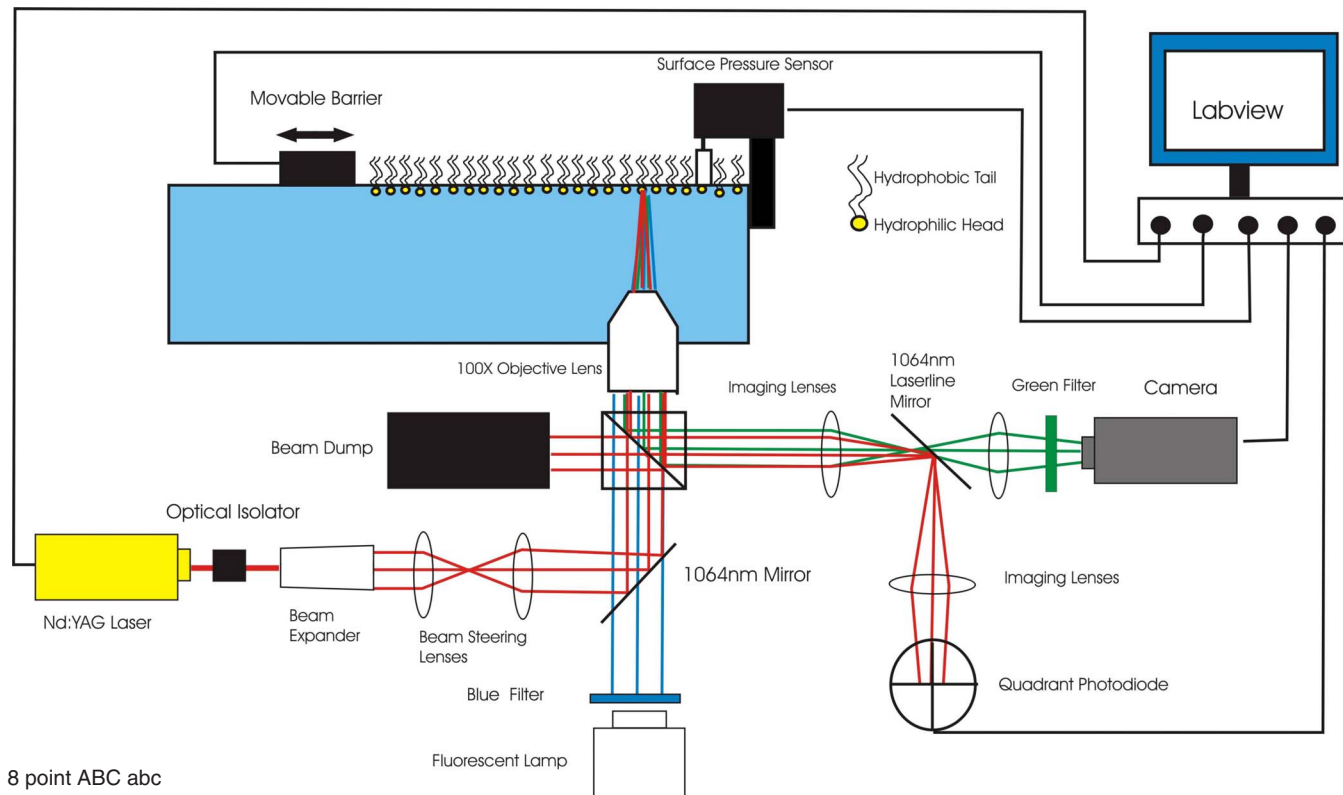 Surface Pressure Sensor
Movable Barrier
Labview
Hydrophobic Tail
Hydrophilic Head
100X Objective Lens
Imaging Lenses
1064nm
Laserline
Mirror
Green Filter
Camera
Beam Dump
Optical Isolator
1064nm Mirror
Imaging Lenses
Nd:YAG Laser
Beam
Expander
Beam Steering
Lenses
Blue Filter
Quadrant Photodiode
Fluorescent Lamp
8 point ABC abc